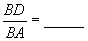 BD/BA = ______